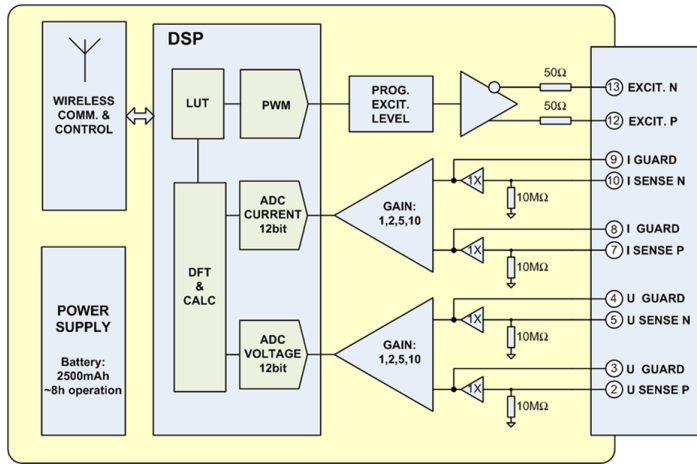 DSP
WIRELESS
COMM. &
CONTROL
LUT
PWM
PROG.
EXCIT.
LEVEL
50Ω
50Ω
13 EXCIT. N
12 EXCIT. P
9 I GUARD
10 I SENSE N
1X
10MΩ
8 I GUARD
7 I SENSE P
1X
10MΩ
GAIN:
1,2,5,10
ADC
CURRENT
12bit
DFT
&
CALC
POWER
SUPPLY
Battery:
2500mAh
~8h operation
ADC
VOLTAGE
12bit
GAIN:
1,2,5,10
4 U GUARD
5 U SENSE N
1X
10MΩ
3 U GUARD
2 U SENSE P
1X
10MΩ